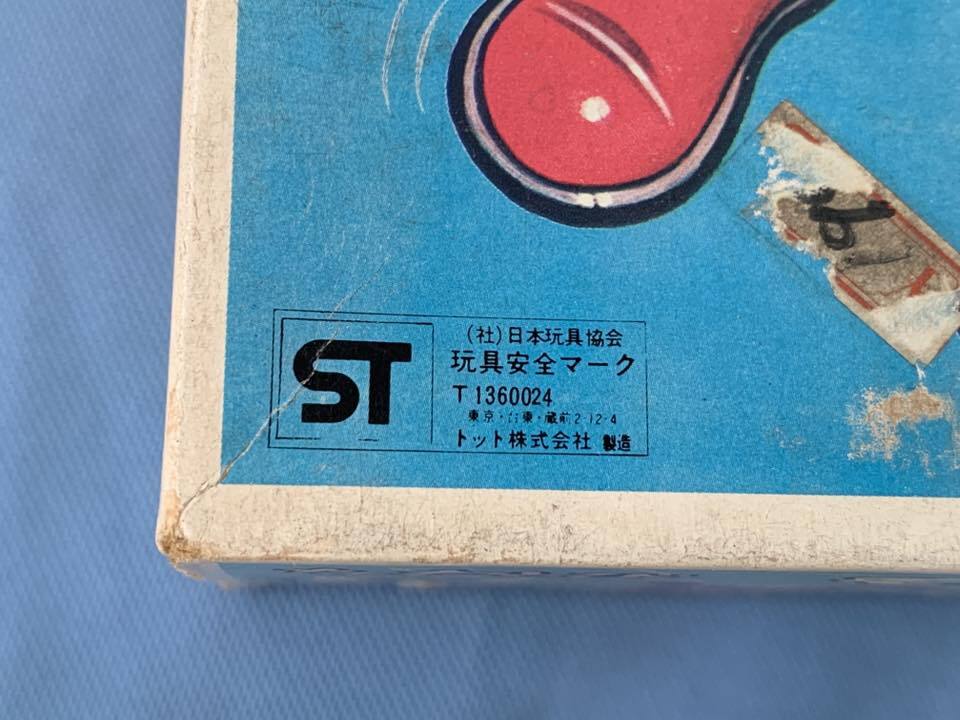 ST
(社)日本玩具協会
玩具安全マーク
T 1360024
東京・台東・蔵前2-12-4
トット株式会社 製造